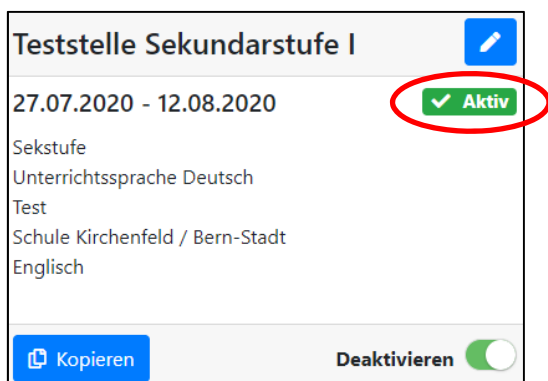 Teststelle Sekundarstufe I
27.07.2020 - 12.08.2020
Aktiv
Sekstufe
Unterrichtssprache Deutsch
Test
Schule Kirchenfeld / Bern-Stadt
Englisch
Kopieren
Deaktivieren